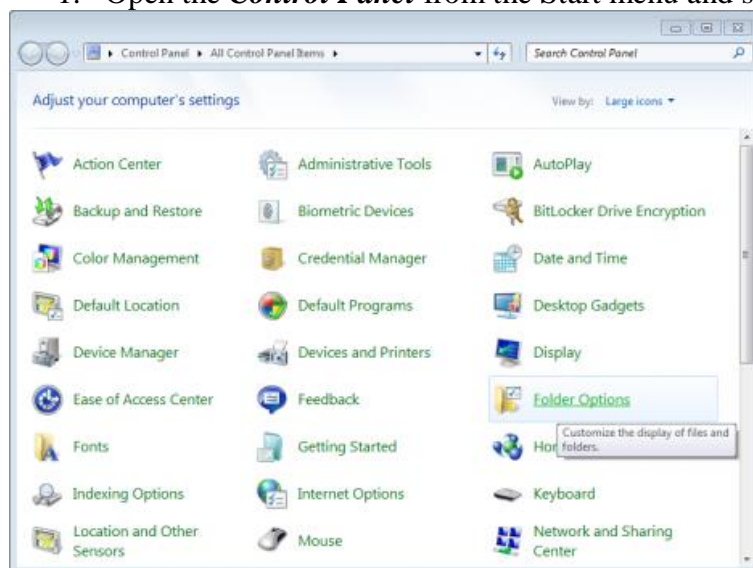 1. Open the Control Panel from the Start menu and s
Control Panel ▸ All Control Panel Items ▸
Search Control Panel
Adjust your computer's settings
View by: Large icons
Action Center
Administrative Tools
AutoPlay
Backup and Restore
Biometric Devices
BitLocker Drive Encryption
Color Management
Credential Manager
Date and Time
Default Location
Default Programs
Desktop Gadgets
Device Manager
Devices and Printers
Display
Ease of Access Center
Feedback
Folder Options
Customize the display of files and
folders.
Fonts
Getting Started
Indexing Options
Internet Options
Keyboard
Location and Other
Sensors
Mouse
Network and Sharing
Center